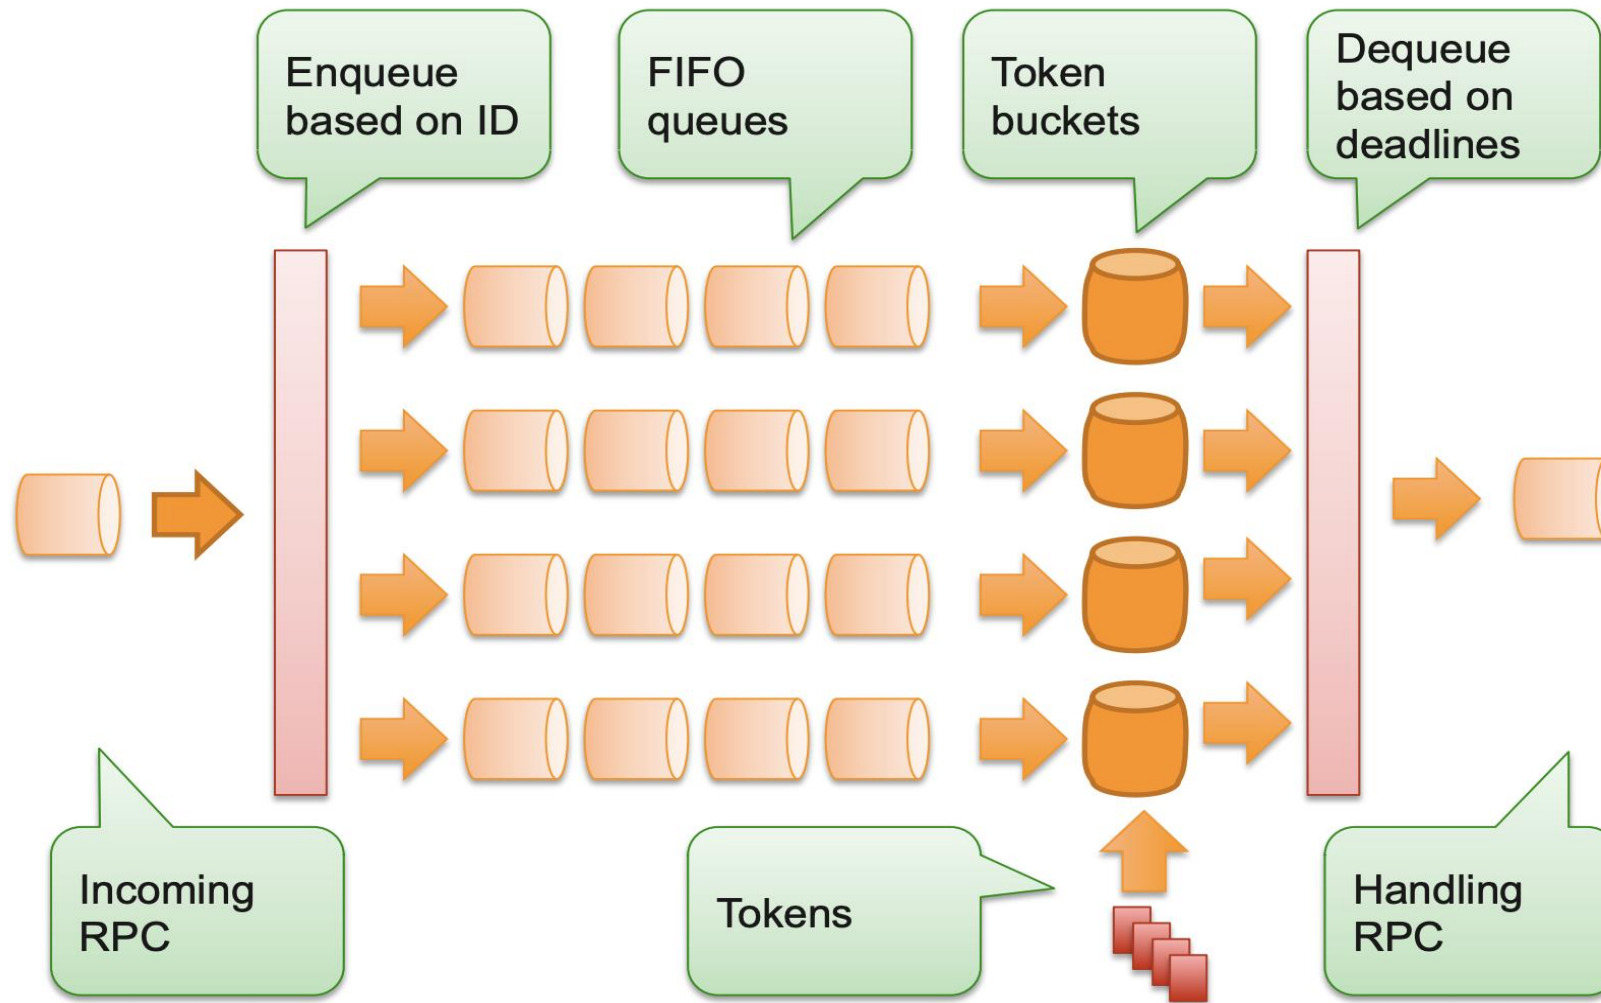 Enqueue
based on ID
FIFO
queues
Token
buckets
Dequeue
based on
deadlines
Incoming
RPC
Tokens
Handling
RPC